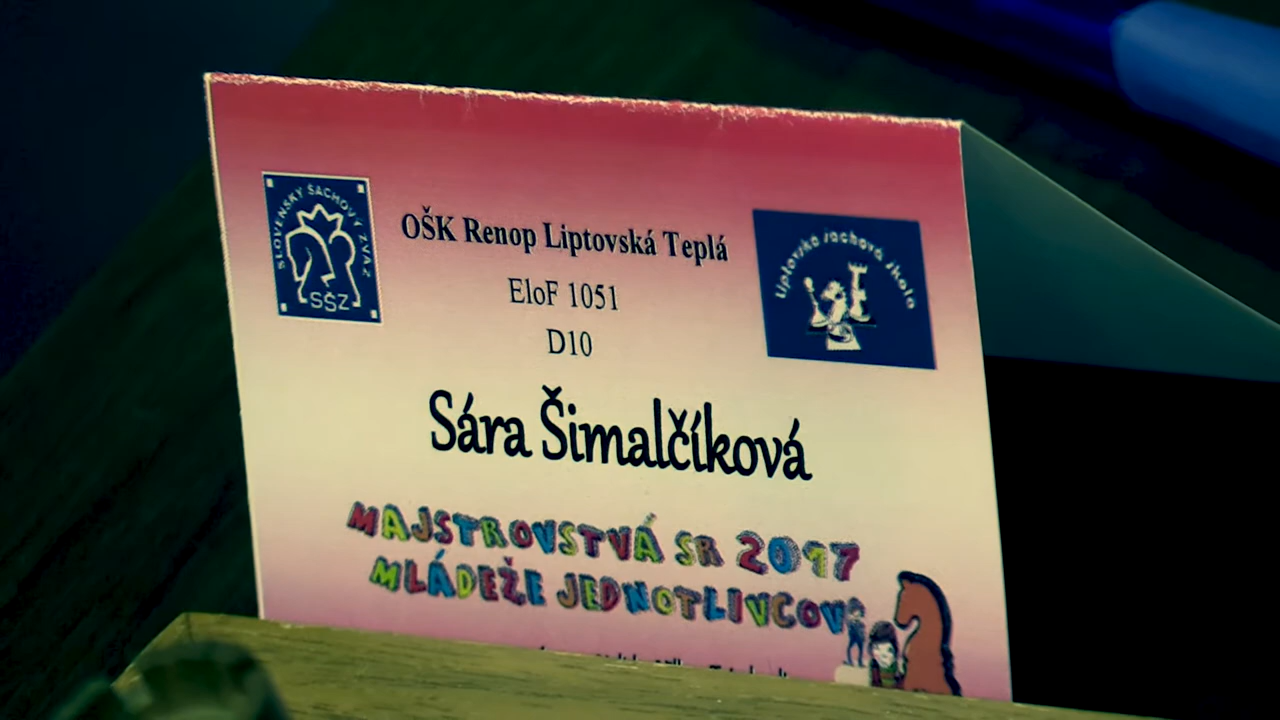 SLOVENSKÝ ŠACHOVÝ ZVÄZ
SŠZ
OŠK Renop Liptovská Teplá
EloF 1051
D10
Liptovská šachová škola
Sára Šimalčíková
MAJSTROVSTVÁ SR 2017
MLÁDEŽE JEDNOTLIVCOV